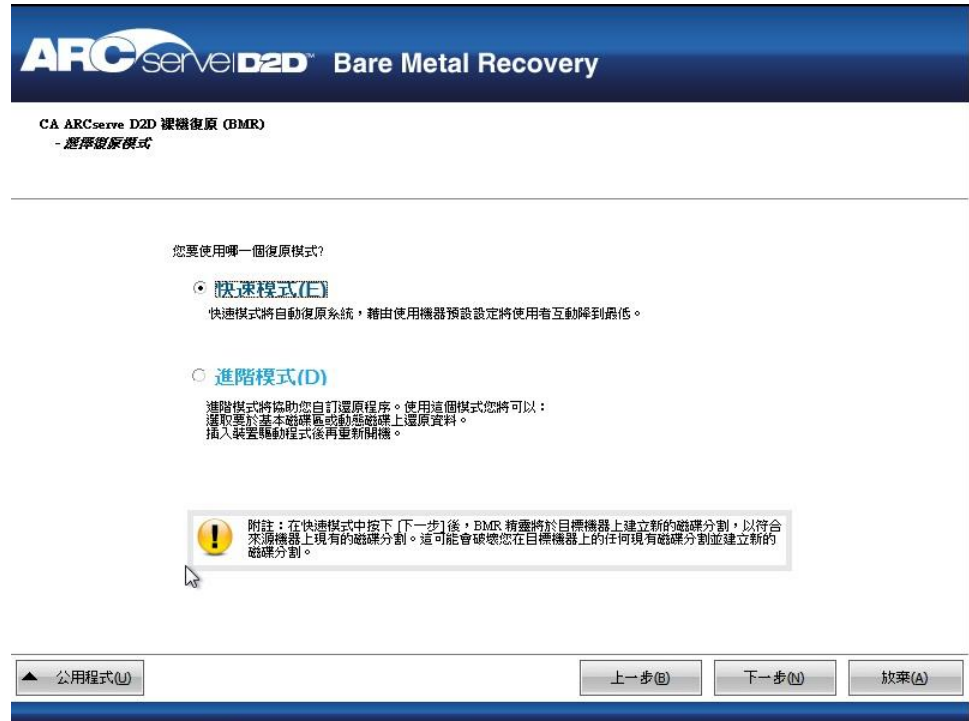 ARCserve D2D™ Bare Metal Recovery
CA ARCserve D2D 裸機復原 (BMR)
- 選擇復原模式
您要使用哪一個復原模式?
快速模式(E)
快速模式將自動復原系統,藉由使用機器預設設定將使用者互動降到最低。
進階模式(D)
進階模式將協助您自訂還原程序。使用這個模式您將可以:
選取要於基本磁碟區或動態磁碟上還原資料。
插入裝置驅動程式後再重新開機。
附註:在快速模式中按下 [下一步] 後,BMR 精靈將於目標機器上建立新的磁碟分割,以符合
來源機器上現有的磁碟分割。這可能會破壞您在目標機器上的任何現有磁碟分割並建立新的
磁碟分割。
公用程式(U)
上一步(B)
下一步(N)
放棄(A)